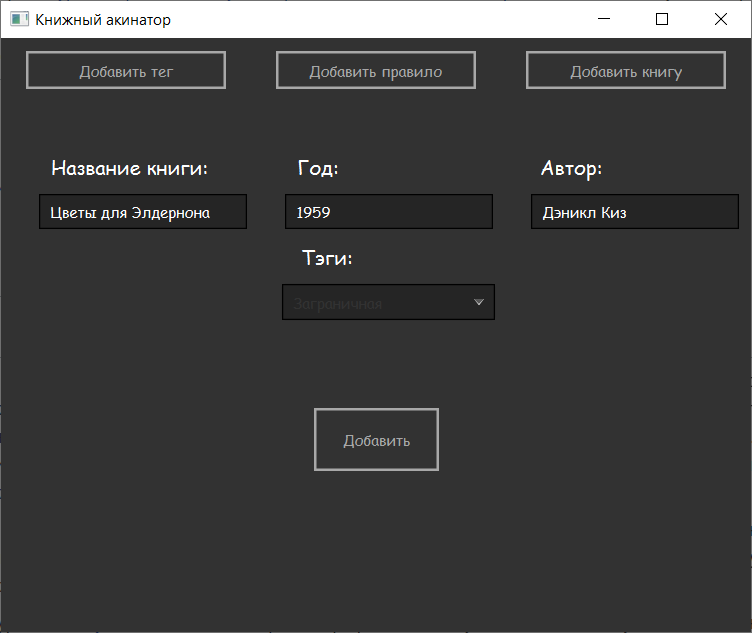 Книжный акинатор
Добавить тег Добавить правило Добавить книгу
Название книги: Год: Автор:
Цветы для Элдернона 1959 Дэникл Киз
Тэги:
Заграничная
Добавить